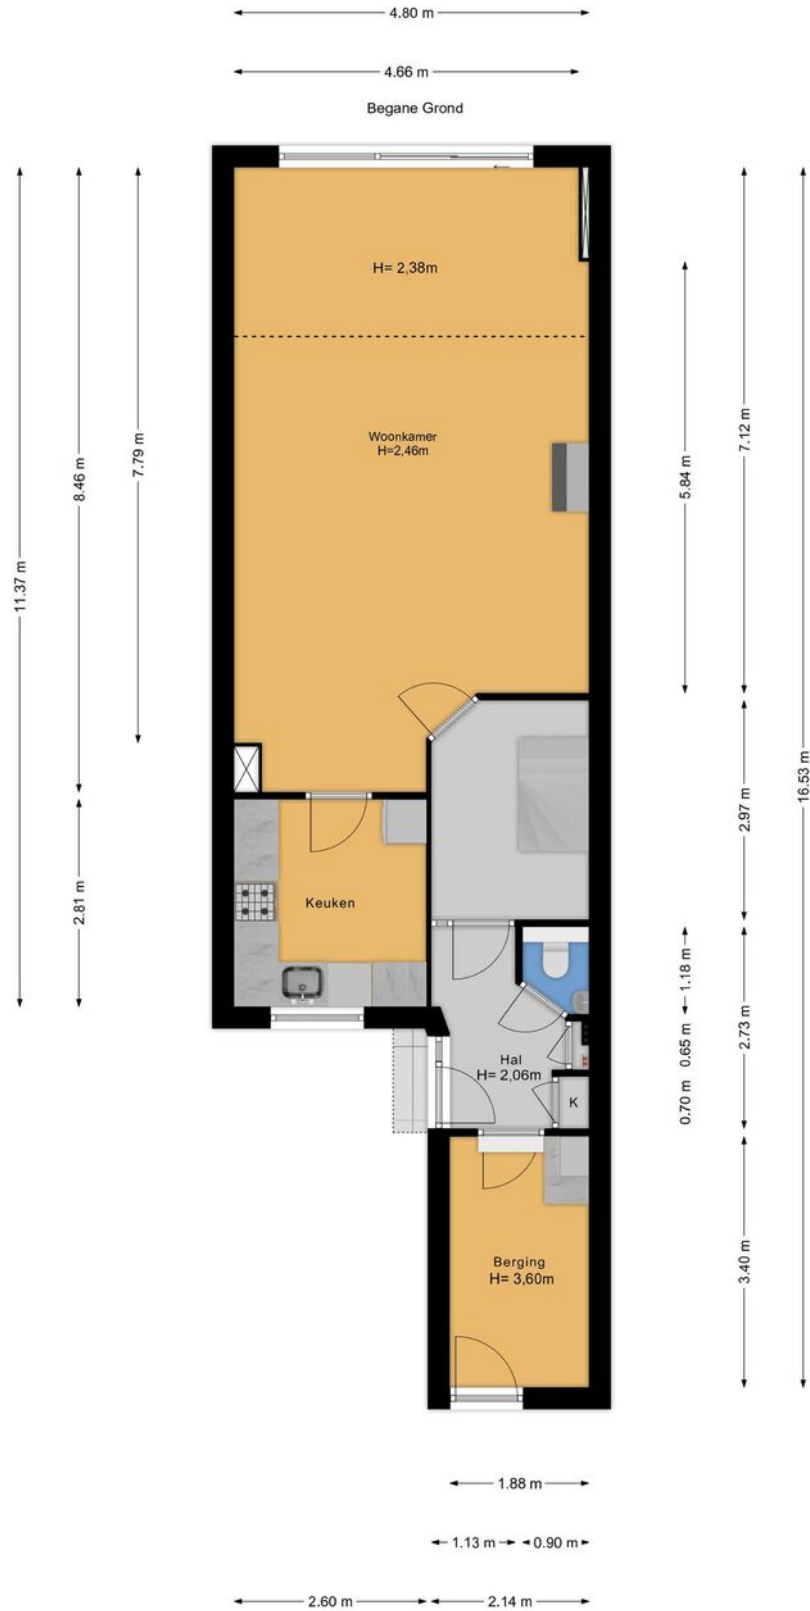 4.80 m
4.66 m
Begane Grond
H= 2,38m
Woonkamer
H=2,46m
7.79 m
8.46 m
11.37 m
7.12 m
5.84 m
16.53 m
2.97 m
2.81 m
Keuken
1.18 m
2.73 m
0.65 m
0.70 m
Hal
H= 2,06m
K
Berging
H= 3,60m
3.40 m
1.88 m
1.13 m
0.90 m
2.60 m
2.14 m